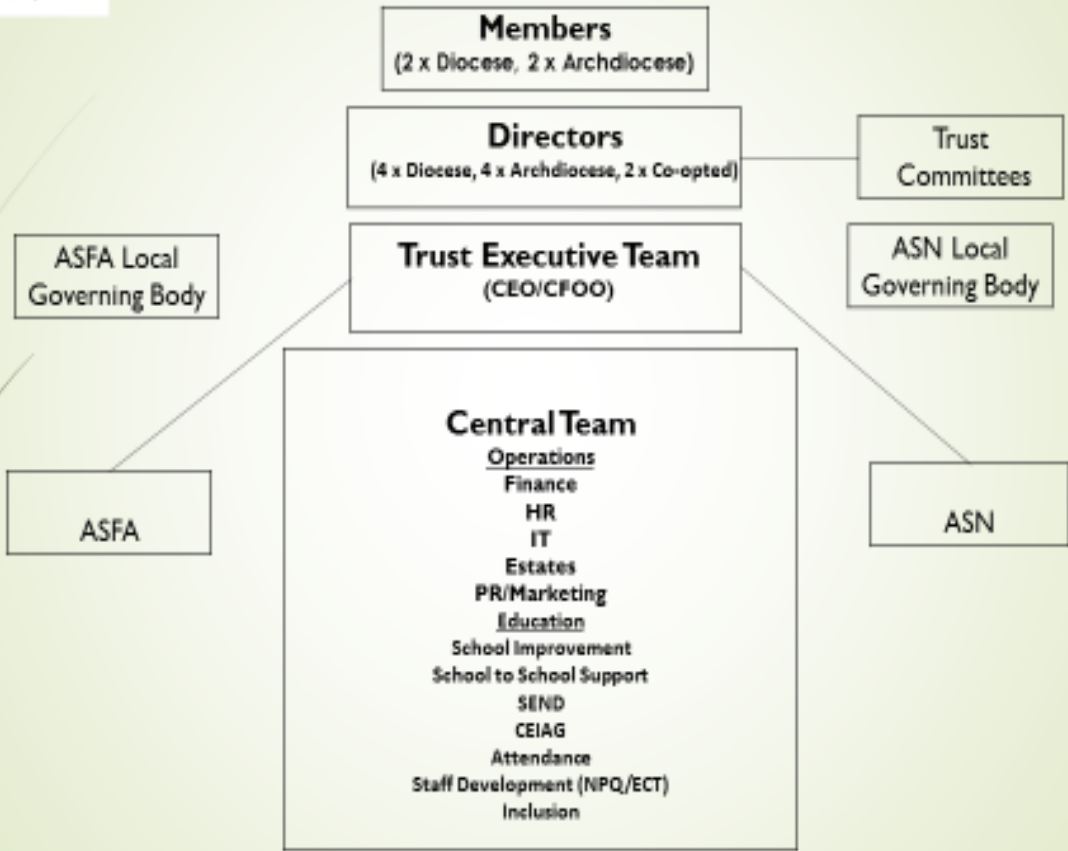 Members
(2 x Diocese, 2 x Archdiocese)
Directors
(4 x Diocese, 4 x Archdiocese, 2 x Co-opted)
Trust
Committees
ASFA Local
Governing Body
Trust Executive Team
(CEO/CFOO)
ASN Local
Governing Body
Central Team
Operations
Finance
HR
IT
Estates
PR/Marketing
Education
School Improvement
School to School Support
SEND
CEIAG
Attendance
Staff Development (NPQ/ECT)
Inclusion
ASFA
ASN